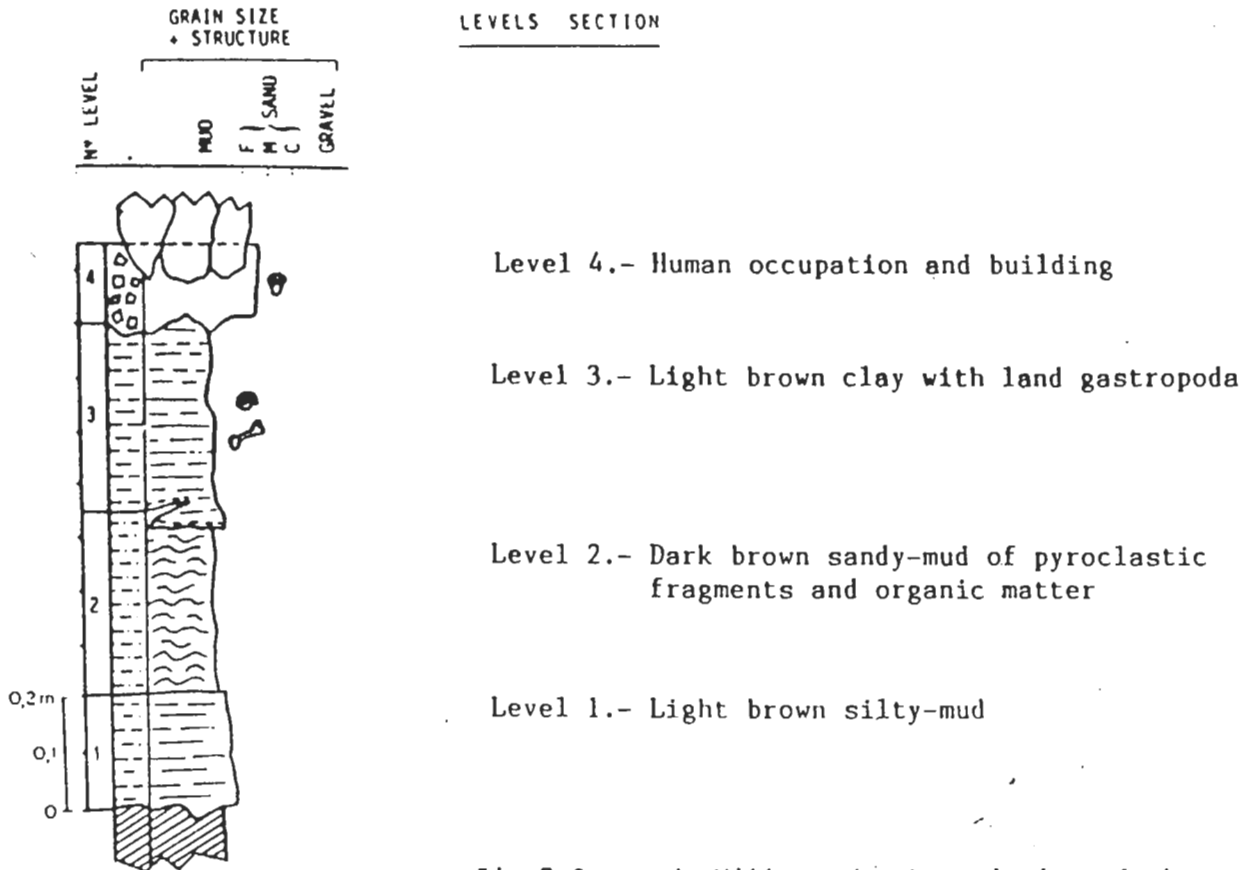 GRAIN SIZE
+ STRUCTURE
LEVELS SECTION
Nº LEVEL
MUD
F
M
C
SAND
GRAVEL
4
Level 4.- Human occupation and building
Level 3.- Light brown clay with land gastropoda
3
Level 2.- Dark brown sandy-mud of pyroclastic
fragments and organic matter
2
0,2 m
Level 1.- Light brown silty-mud
0,1
1
0